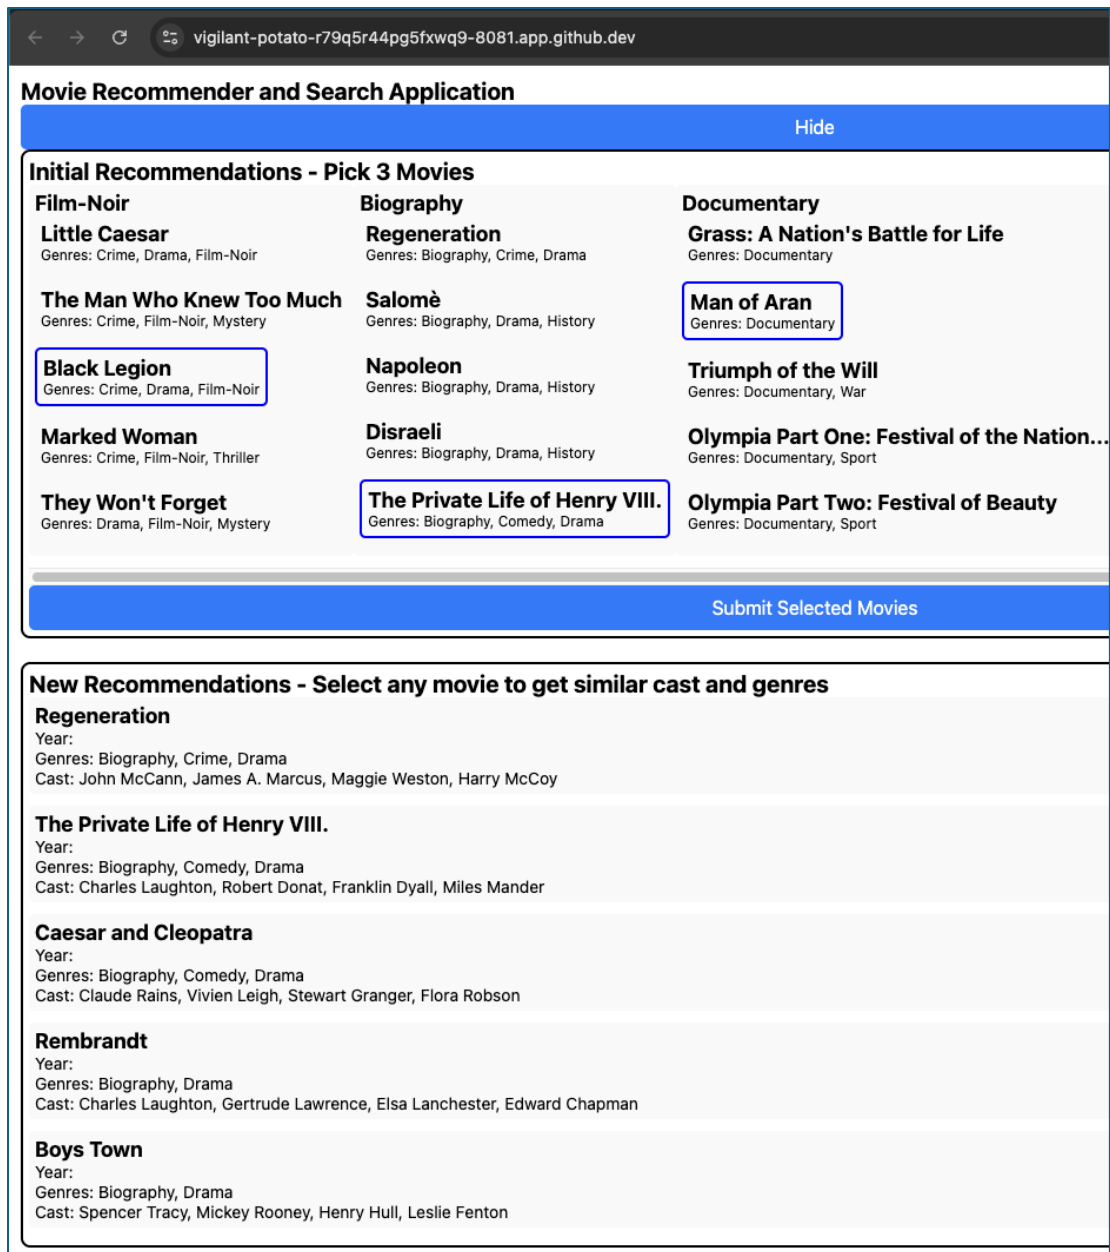 vigilant-potato-r79q5r44pg5fxwq9-8081.app.github.dev
Movie Recommender and Search Application
Hide
Initial Recommendations - Pick 3 Movies
Film-Noir
Little Caesar
Genres: Crime, Drama, Film-Noir
The Man Who Knew Too Much
Genres: Crime, Film-Noir, Mystery
Black Legion
Genres: Crime, Drama, Film-Noir
Marked Woman
Genres: Crime, Film-Noir, Thriller
They Won't Forget
Genres: Drama, Film-Noir, Mystery
Biography
Regeneration
Genres: Biography, Crime, Drama
Salomè
Genres: Biography, Drama, History
Napoleon
Genres: Biography, Drama, History
Disraeli
Genres: Biography, Drama, History
The Private Life of Henry VIII.
Genres: Biography, Comedy, Drama
Documentary
Grass: A Nation's Battle for Life
Genres: Documentary
Man of Aran
Genres: Documentary
Triumph of the Will
Genres: Documentary, War
Olympia Part One: Festival of the Nation...
Genres: Documentary, Sport
Olympia Part Two: Festival of Beauty
Genres: Documentary, Sport
Submit Selected Movies
New Recommendations - Select any movie to get similar cast and genres
Regeneration
Year:
Genres: Biography, Crime, Drama
Cast: John McCann, James A. Marcus, Maggie Weston, Harry McCoy
The Private Life of Henry VIII.
Year:
Genres: Biography, Comedy, Drama
Cast: Charles Laughton, Robert Donat, Franklin Dyall, Miles Mander
Caesar and Cleopatra
Year:
Genres: Biography, Comedy, Drama
Cast: Claude Rains, Vivien Leigh, Stewart Granger, Flora Robson
Rembrandt
Year:
Genres: Biography, Drama
Cast: Charles Laughton, Gertrude Lawrence, Elsa Lanchester, Edward Chapman
Boys Town
Year:
Genres: Biography, Drama
Cast: Spencer Tracy, Mickey Rooney, Henry Hull, Leslie Fenton